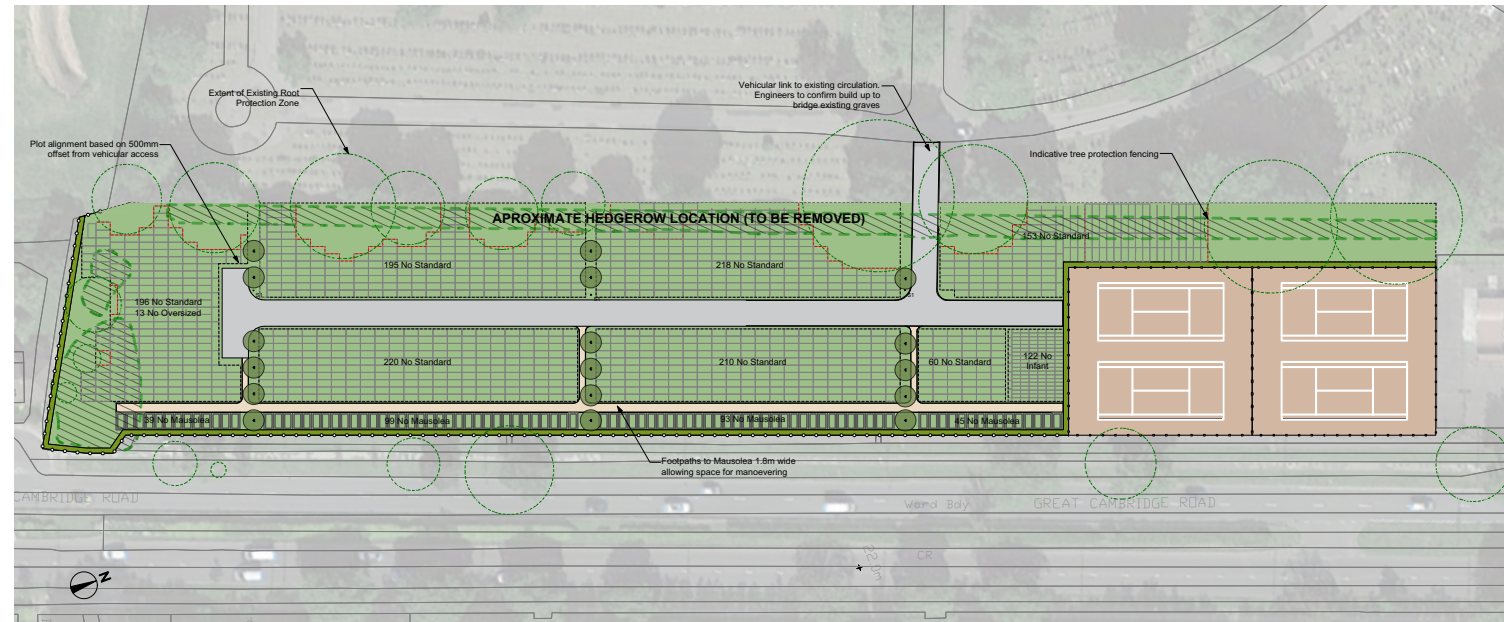 Extent of Existing Root
Protection Zone
Vehicular link to existing circulation.
Engineers to confirm build up to
bridge existing graves
Plot alignment based on 500mm
offset from vehicular access
Indicative tree protection fencing
APROXIMATE HEDGEROW LOCATION (TO BE REMOVED)
153 No Standard
195 No Standard
218 No Standard
196 No Standard
13 No Oversized
220 No Standard
210 No Standard
60 No Standard
122 No
Infant
39 No Mausolea
99 No Mausolea
93 No Mausolea
45 No Mausolea
Footpaths to Mausolea 1.8m wide
allowing space for manoevering
CAMBRIDGE ROAD
Ward Bdy
GREAT CAMBRIDGE ROAD
CR
22.0m
N